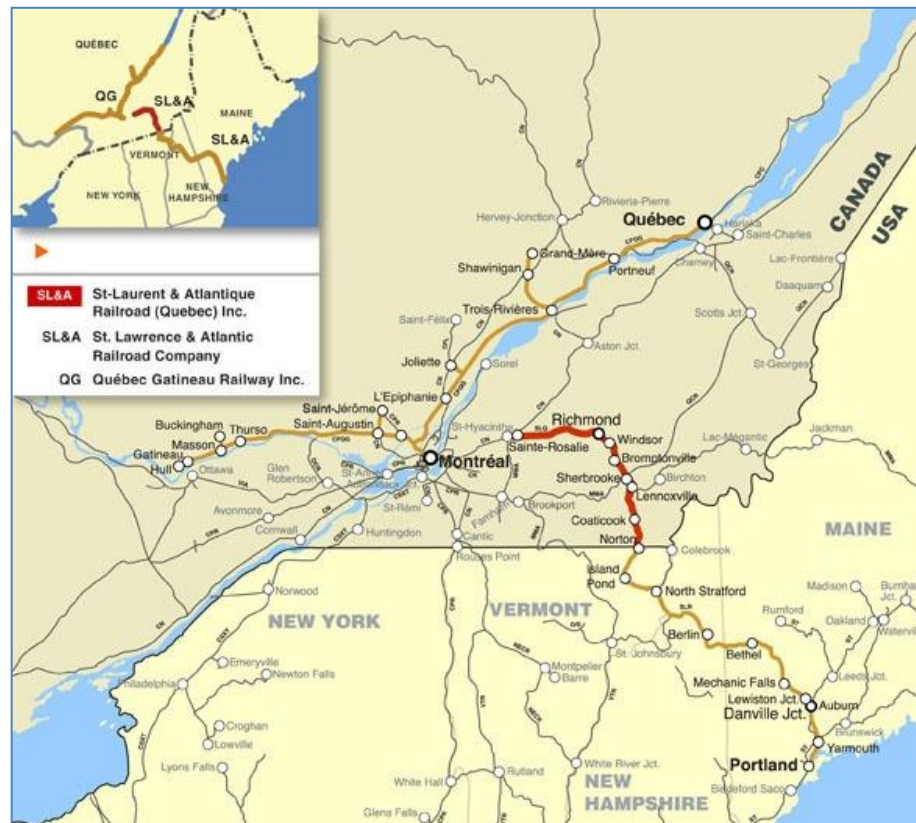 QUÉBEC
QG
SL&A
MAINE
SL&A
VERMONT
NEW YORK
NEW
HAMPSHIRE
SL&A St-Laurent & Atlantique
Railroad (Quebec) Inc.
SL&A St. Lawrence & Atlantic
Railroad Company
QG Québec Gatineau Railway Inc.
CANADA
USA
Rivieria-Pierre
Hervey-Jonction
Québec
Harlaka
Saint-Charles
Charney
Lac-Frontière
Daaquam
Grand-Mère
Shawinigan
Portneuf
Trois-Rivières
Scotts Jct.
Saint-Félix
Aston Jct.
St-Georges
Joliette
Sorel
L'Epiphanie
Saint-Jérôme
Saint-Augustin
Buckingham
Thurso
Masson
Gatineau
Hull
Ottawa
St-Hyacinthe
Richmond
Sainte-Rosalie
Windsor
Bromptonville
Lac-Mégantic
Jackman
Montréal
Glen
Robertson
Sherbrooke
Birchton
Lennoxville
St-Rémi
Farnham
Brookport
Avonmore
Cornwall
Huntingdon
Cantic
Coaticook
Norton
Colebrook
MAINE
Rouses Point
Island
Pond
North Stratford
Norwood
NEW YORK
VERMONT
Madison
Rumford
Oakland
Berlin
Bethel
St. Johnsbury
Emeryville
Newton Falls
Philadelphia
Montpelier
Barre
Mechanic Falls
Leeds Jct.
Lewiston Jct.
Auburn
Danville Jct.
Brunswick
Croghan
Lowville
Yarmouth
Lyons Falls
White Hall
Rutland
White River Jct.
Portland
NEW
HAMPSHIRE
Biddeford Saco
Glens Falls